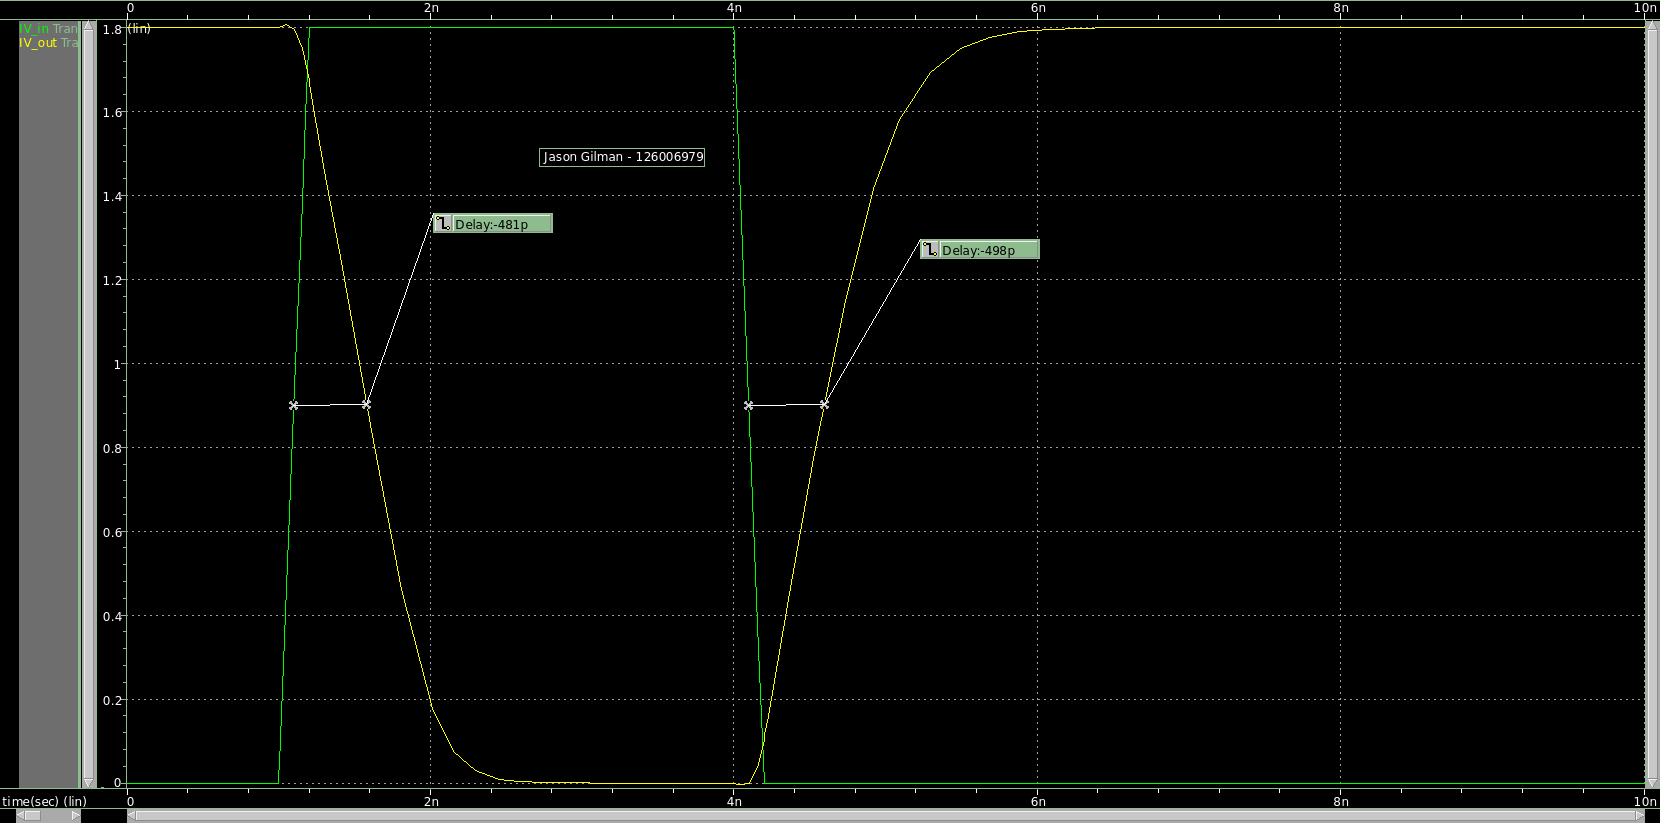 0 2n 4n 6n 8n 10n
IV_in Tran
IV_out Tra
1.8 (lin)
1.6
Jason Gilman - 126006979
1.4
Delay:-481p
Delay:-498p
1.2
1
0.8
0.6
0.4
0.2
0
time(sec) (lin) 0 2n 4n 6n 8n 10n